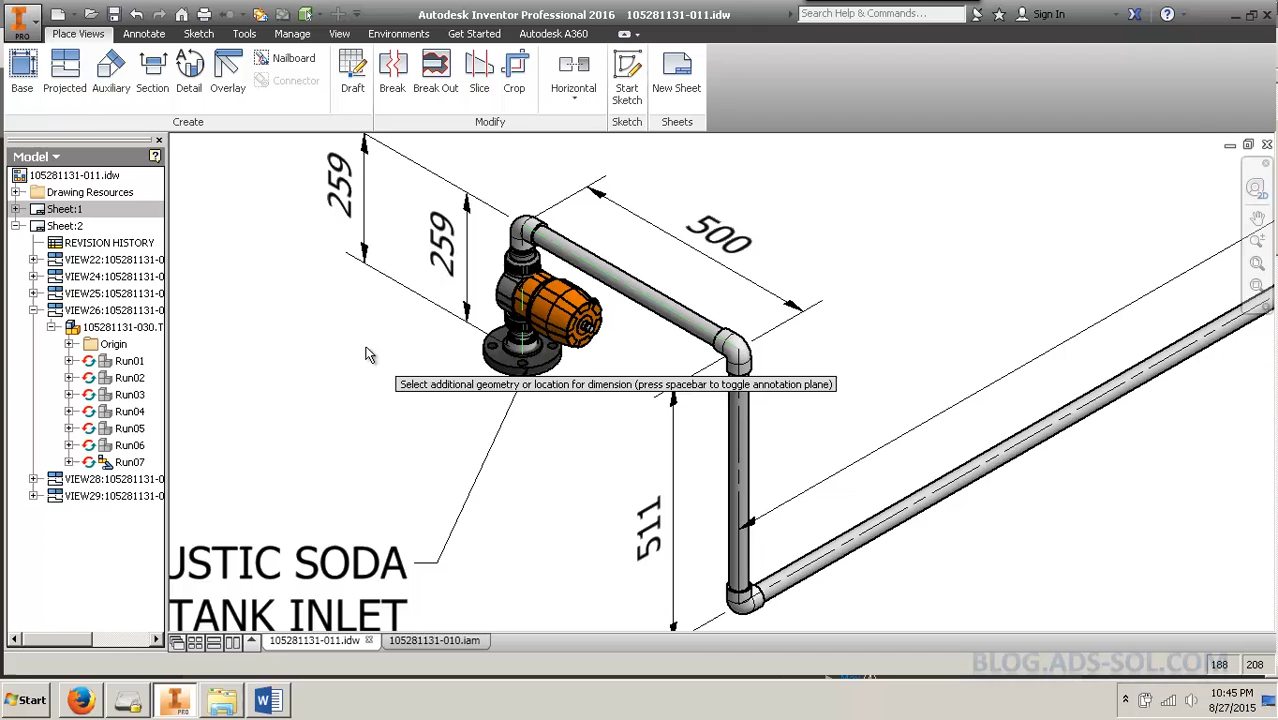 Autodesk Inventor Professional 2016   105281131-011.idw
Search Help & Commands...
Sign In
PRO
Place Views
Annotate
Sketch
Tools
Manage
View
Environments
Get Started
Autodesk A360
Base
Projected
Auxiliary
Section
Detail
Overlay
Nailboard
Connector
Draft
Break
Break Out
Slice
Crop
Horizontal
Start
Sketch
New Sheet
Create
Modify
Sketch
Sheets
Model
105281131-011.idw
Drawing Resources
Sheet:1
Sheet:2
REVISION HISTORY
VIEW22:105281131-0
VIEW24:105281131-0
VIEW25:105281131-0
VIEW26:105281131-0
105281131-030.T
Origin
Run01
Run02
Run03
Run04
Run05
Run06
Run07
VIEW28:105281131-0
VIEW29:105281131-0
259
259
500
511
Select additional geometry or location for dimension (press spacebar to toggle annotation plane)
USTIC SODA
TANK INLET
2D
105281131-011.idw
105281131-010.iam
BLOG.ADS-SOL.COM
188
208
Start
PRO
10:45 PM
8/27/2015